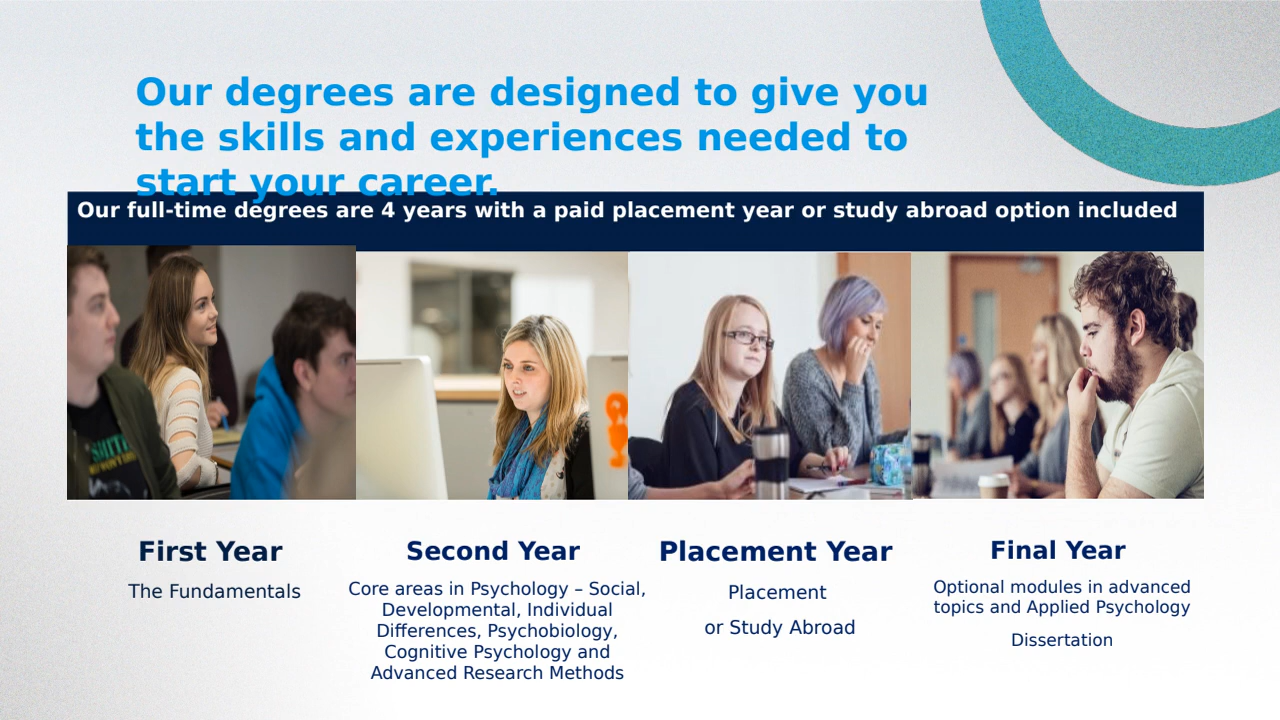 Our degrees are designed to give you
the skills and experiences needed to
start your career.
Our full-time degrees are 4 years with a paid placement year or study abroad option included
First Year
The Fundamentals
Second Year
Core areas in Psychology – Social,
Developmental, Individual
Differences, Psychobiology,
Cognitive Psychology and
Advanced Research Methods
Placement Year
Placement
or Study Abroad
Final Year
Optional modules in advanced
topics and Applied Psychology
Dissertation